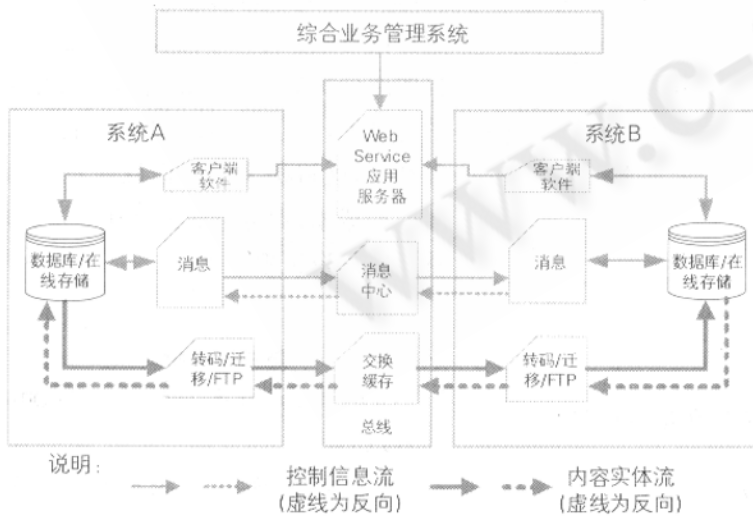 综合业务管理系统
系统A
系统B
Web
Service
应用
服务器
客户端
软件
客户端
软件
数据库/在
线存储
消息
消息
中心
消息
数据库/在
线存储
转码/迁
移/FTP
交换
缓存
转码/迁
移/FTP
总线
说明:
控制信息流
(虚线为反向)
内容实体流
(虚线为反向)
www.c-